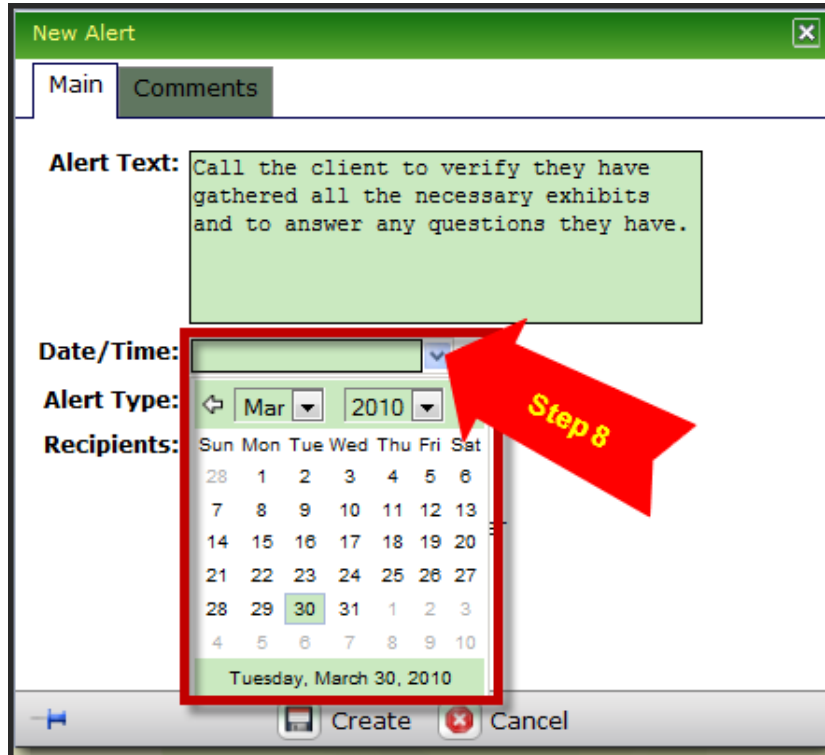 New Alert
Main Comments
Alert Text: Call the client to verify they have
gathered all the necessary exhibits
and to answer any questions they have.
Date/Time:
Step 8
Alert Type: Mar 2010
Recipients: Sun Mon Tue Wed Thu Fri Sat
28 1 2 3 4 5 6
7 8 9 10 11 12 13
14 15 16 17 18 19 20
21 22 23 24 25 26 27
28 29 30 31 1 2 3
4 5 6 7 8 9 10
Tuesday, March 30, 2010
Create Cancel